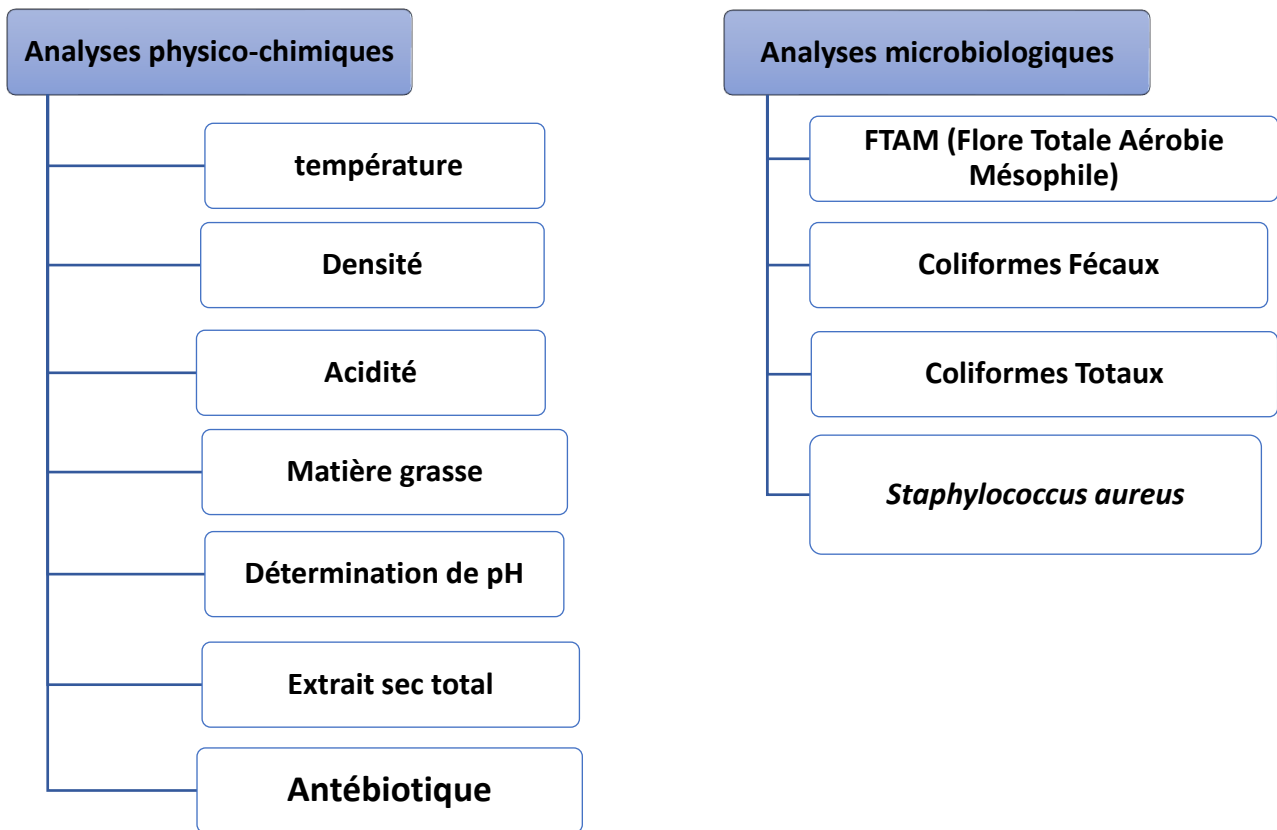 Analyses physico-chimiques
température
Densité
Acidité
Matière grasse
Détermination de pH
Extrait sec total
Antébiotique
Analyses microbiologiques
FTAM (Flore Totale Aérobie
Mésophile)
Coliformes Fécaux
Coliformes Totaux
Staphylococcus aureus